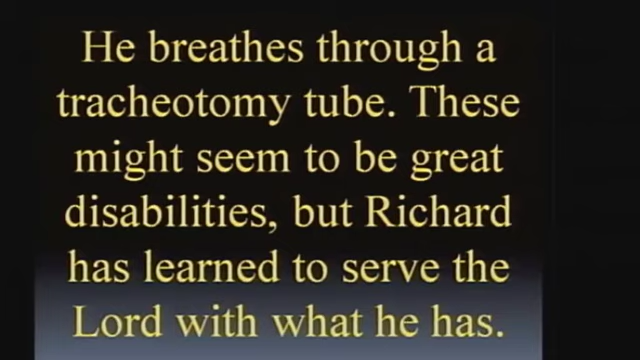 He breathes through a
tracheotomy tube. These
might seem to be great
disabilities, but Richard
has learned to serve the
Lord with what he has.